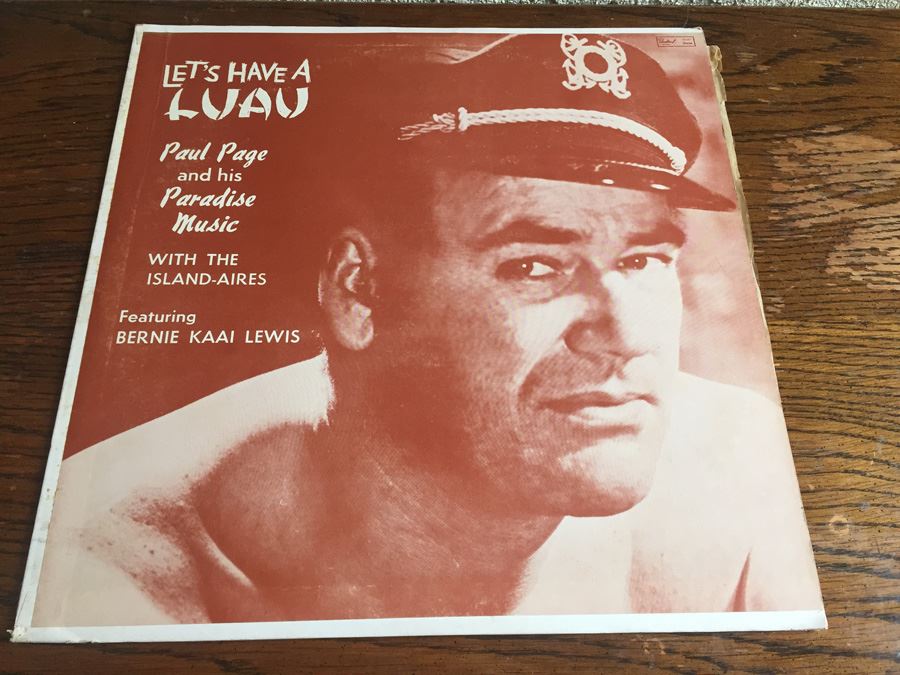 LET'S HAVE A
LUAU
Paul Page
and his
Paradise
Music
WITH THE
ISLAND-AIRES
Featuring
BERNIE KAAI LEWIS